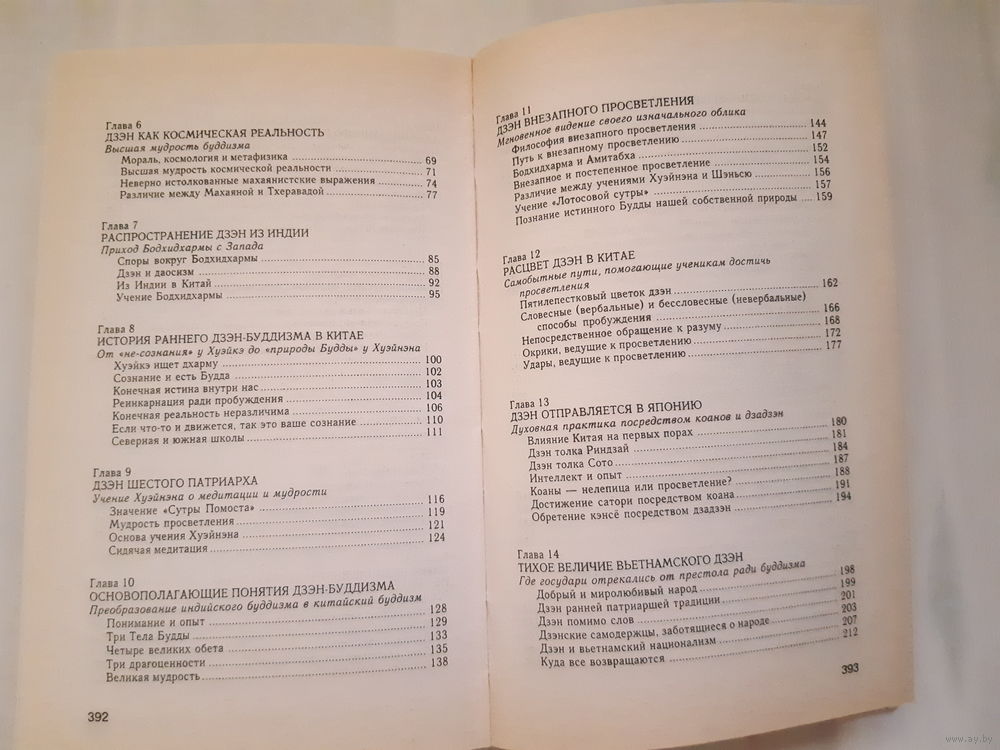 Глава 6
ДЗЭН КАК КОСМИЧЕСКАЯ РЕАЛЬНОСТЬ
Высшая мудрость буддизма
Мораль, космология и метафизика ........ 69
Высшая мудрость космической реальности ........ 71
Неверно истолкованные махаянистские выражения ........ 74
Различие между Махаяной и Тхеравадой ........ 77
Глава 7
РАСПРОСТРАНЕНИЕ ДЗЭН ИЗ ИНДИИ
Приход Бодхидхармы с Запада
Споры вокруг Бодхидхармы ........ 85
Дзэн и даосизм ........ 88
Из Индии в Китай ........ 92
Учение Бодхидхармы ........ 95
Глава 8
ИСТОРИЯ РАННЕГО ДЗЭН-БУДДИЗМА В КИТАЕ
От «не-сознания» у Хуэйкэ до «природы Будды» у Хуэйнэна
Хуэйкэ ищет дхарму ........ 100
Сознание и есть Будда ........ 102
Конечная истина внутри нас ........ 103
Реинкарнация ради пробуждения ........ 104
Конечная реальность неразличима ........ 106
Если что-то и движется, так это ваше сознание ........ 110
Северная и южная школы ........ 111
Глава 9
ДЗЭН ШЕСТОГО ПАТРИАРХА
Учение Хуэйнэна о медитации и мудрости
Значение «Сутры Помоста» ........ 116
Мудрость просветления ........ 119
Основа учения Хуэйнэна ........ 121
Сидячая медитация ........ 124
Глава 10
ОСНОВОПОЛАГАЮЩИЕ ПОНЯТИЯ ДЗЭН-БУДДИЗМА
Преобразование индийского буддизма в китайский буддизм
Понимание и опыт ........ 128
Три Тела Будды ........ 129
Четыре великих обета ........ 133
Три драгоценности ........ 135
Великая мудрость ........ 138
392
Глава 11
ДЗЭН ВНЕЗАПНОГО ПРОСВЕТЛЕНИЯ
Мгновенное видение своего изначального облика
Философия внезапного просветления ........ 144
Путь к внезапному просветлению ........ 147
Бодхидхарма и Амитабха ........ 152
Внезапное и постепенное просветление ........ 154
Различие между учениями Хуэйнэна и Шэньсю ........ 156
Учение «Лотосовой сутры» ........ 157
Познание истинного Будды нашей собственной природы .... 159
Глава 12
РАСЦВЕТ ДЗЭН В КИТАЕ
Самобытные пути, помогающие ученикам достичь
просветления
Пятилепестковый цветок дзэн ........ 162
Словесные (вербальные) и бессловесные (невербальные)
способы пробуждения ........ 166
Непосредственное обращение к разуму ........ 168
Окрики, ведущие к просветлению ........ 172
Удары, ведущие к просветлению ........ 177
Глава 13
ДЗЭН ОТПРАВЛЯЕТСЯ В ЯПОНИЮ
Духовная практика посредством коанов и дзадзэн
Влияние Китая на первых порах ........ 180
Дзэн толка Риндзай ........ 181
Дзэн толка Сото ........ 184
Интеллект и опыт ........ 187
Коаны — нелепица или просветление? ........ 188
Достижение сатори посредством коана ........ 191
Обретение кэнсё посредством дзадзэн ........ 194
Глава 14
ТИХОЕ ВЕЛИЧИЕ ВЬЕТНАМСКОГО ДЗЭН
Где государи отрекались от престола ради буддизма
Добрый и миролюбивый народ ........ 198
Дзэн ранней патриаршей традиции ........ 199
Дзэн помимо слов ........ 201
Дзэнские самодержцы, заботящиеся о народе ........ 203
Дзэн и вьетнамский национализм ........ 207
Куда все возвращаются ........ 212
393
www.ay.by